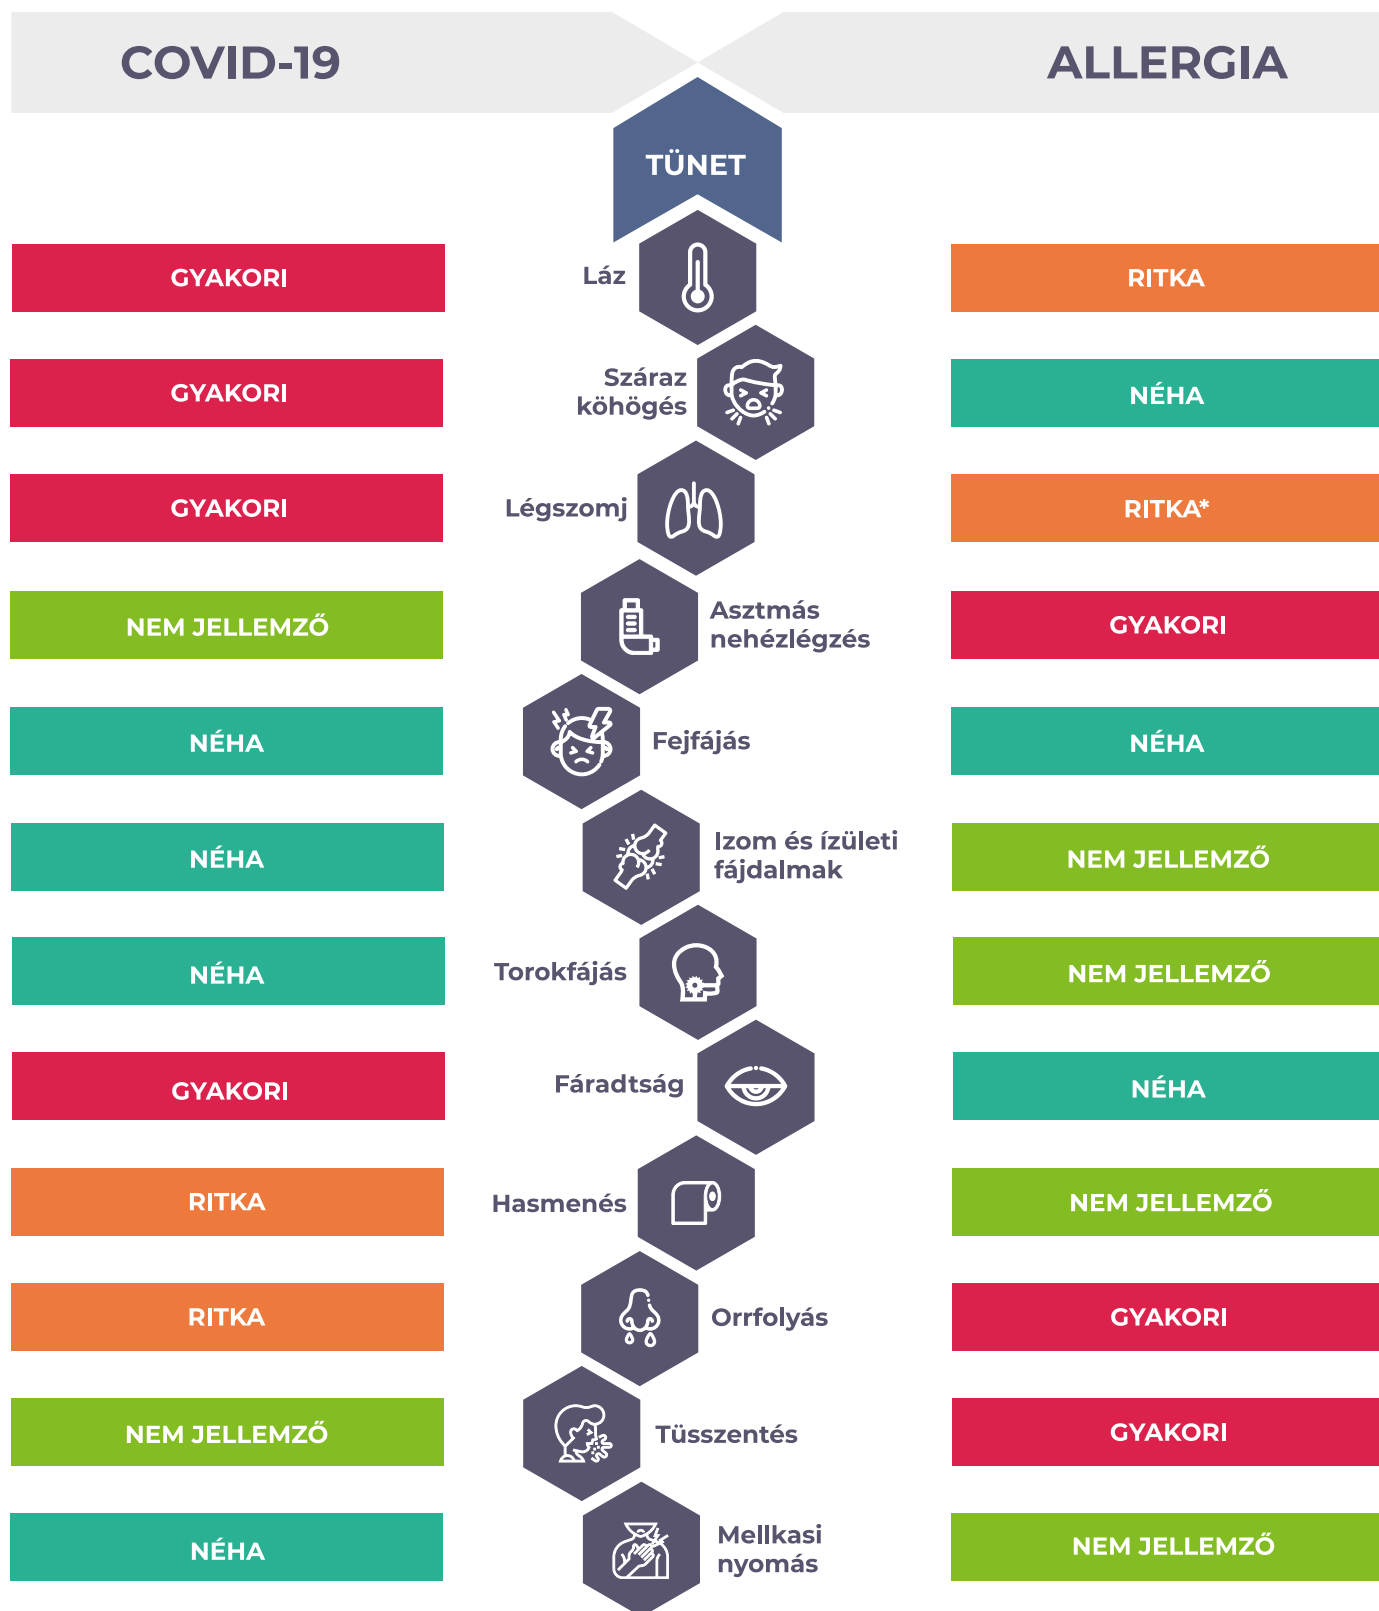 COVID-19
ALLERGIA
TÜNET
GYAKORI
Láz
RITKA
GYAKORI
Száraz
köhögés
NÉHA
GYAKORI
Légszomj
RITKA*
NEM JELLEMZŐ
Asztmás
nehézlégzés
GYAKORI
NÉHA
Fejfájás
NÉHA
NÉHA
Izom és ízületi
fájdalmak
NEM JELLEMZŐ
NÉHA
Torokfájás
NEM JELLEMZŐ
GYAKORI
Fáradtság
NÉHA
RITKA
Hasmenés
NEM JELLEMZŐ
RITKA
Orrfolyás
GYAKORI
NEM JELLEMZŐ
Tüsszentés
GYAKORI
NÉHA
Mellkasi
nyomás
NEM JELLEMZŐ